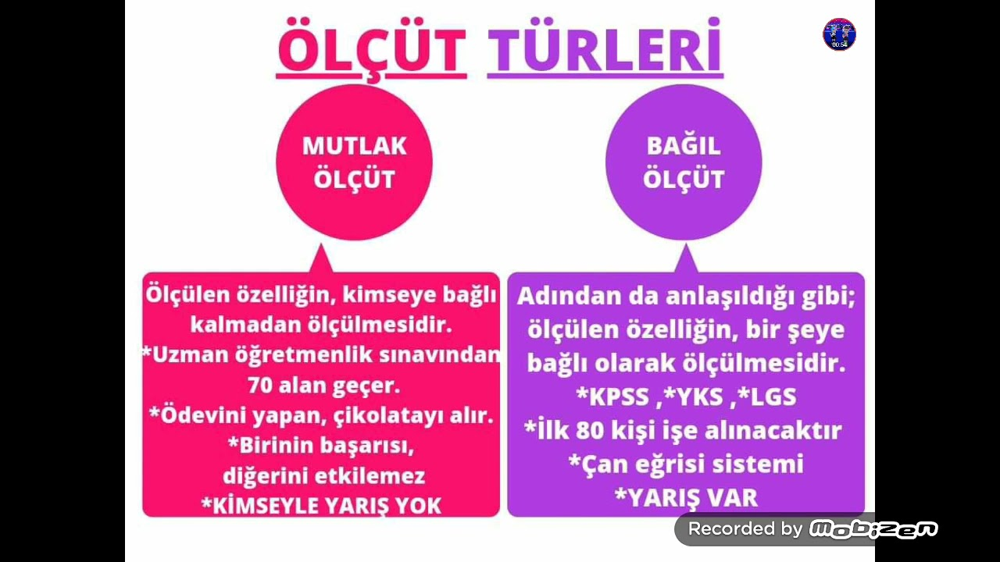 ÖLÇÜT TÜRLERİ
00:54
MUTLAK
ÖLÇÜT
BAĞIL
ÖLÇÜT
Ölçülen özelliğin, kimseye bağlı
kalmadan ölçülmesidir.
*Uzman öğretmenlik sınavından
70 alan geçer.
*Ödevini yapan, çikolatayı alır.
*Birinin başarısı,
diğerini etkilemez
*KİMSEYLE YARIŞ YOK
Adından da anlaşıldığı gibi;
ölçülen özelliğin, bir şeye
bağlı olarak ölçülmesidir.
*KPSS ,*YKS ,*LGS
*İlk 80 kişi işe alınacaktır
*Çan eğrisi sistemi
*YARIŞ VAR
Recorded by mobizen